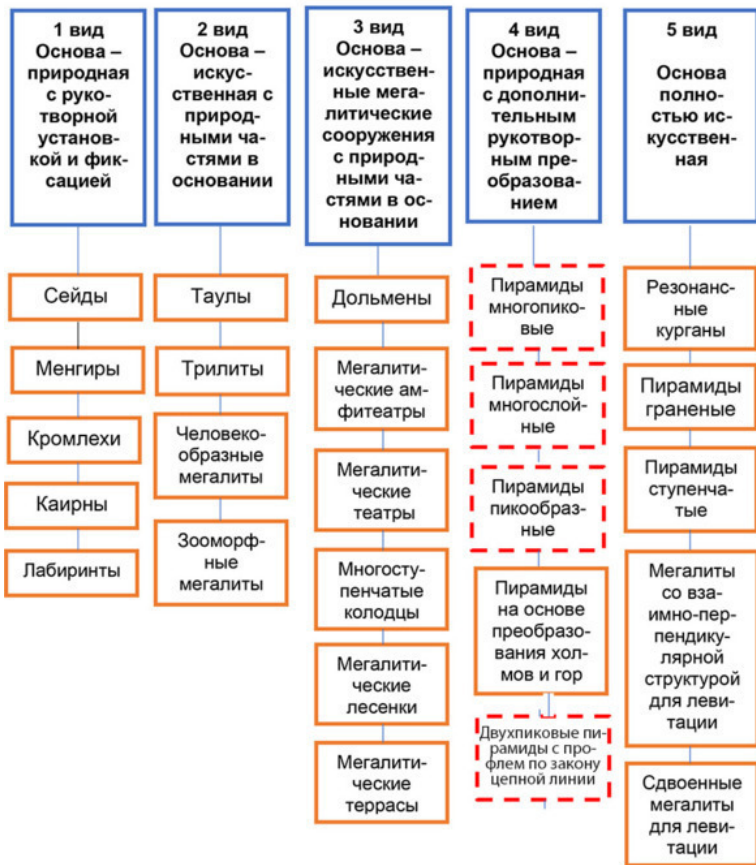 1 вид
Основа –
природная
с руко-
творной
установ-
кой и фик-
сацией
2 вид
Основа –
искус-
ственная с
природ-
ными ча-
стями в
основании
3 вид
Основа –
искусствен-
ные мега-
литические
сооружения
с природ-
ными ча-
стями в ос-
новании
4 вид
Основа –
природная
с дополни-
тельным
рукотвор-
ным пре-
образова-
нием
5 вид
Основа
полно-
стью ис-
кусствен-
ная
Сейды
Менгиры
Кромлехи
Каирны
Лабиринты
Таулы
Трилиты
Человеко-
образные
мегалиты
Зооморф-
ные
мегалиты
Дольмены
Мегалити-
ческие ам-
фитеатры
Мегалити-
ческие
театры
Многосту-
пенчатые
колодцы
Мегалити-
ческие
лесенки
Мегалити-
ческие
террасы
Пирамиды
многопико-
вые
Пирамиды
многослой-
ные
Пирамиды
пикообраз-
ные
Пирамиды
на основе
преобразо-
вания хол-
мов и гор
Двухпиковые пи-
рамиды с про-
флем по закону
цепной линии
Резонанс-
ные
курганы
Пирамиды
граненые
Пирамиды
ступенча-
тые
Мегалиты
со вза-
имно-пер-
пендику-
лярной
структурой
для леви-
тации
Сдвоенные
мегалиты
для леви-
тации